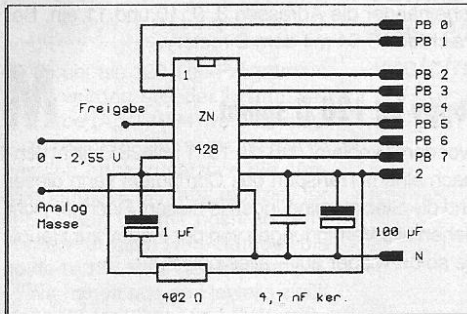 PB 0
PB 1
1
PB 2
PB 3
Freigabe
ZN
PB 4
PB 5
0 - 2,55 V
428
PB 6
PB 7
2
Analog
Masse
1 µF
100 µF
N
402 Ω
4,7 nF ker.